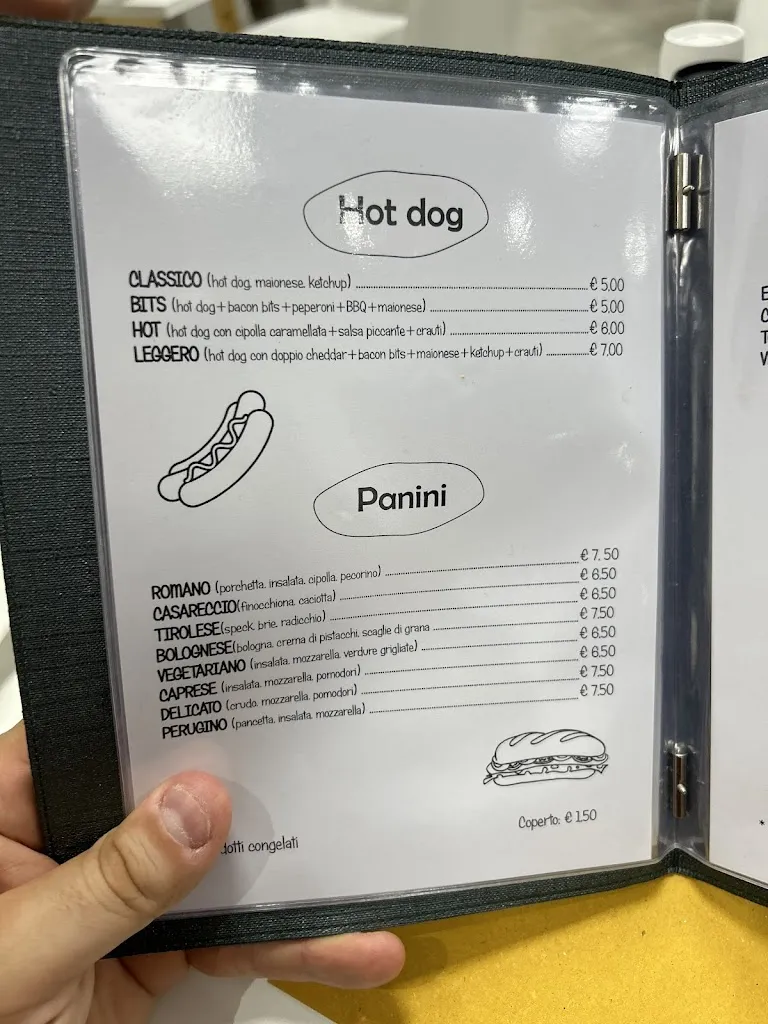 Hot dog
CLASSICO (hot dog, maionese, ketchup) € 5,00
BITS (hot dog+bacon bits+peperoni+BBQ+maionese) € 5,00
HOT (hot dog con cipolla caramellata+salsa piccante+crauti) € 6,00
LEGGERO (hot dog con doppio cheddar+bacon bits+maionese+ketchup+crauti) € 7,00
Panini
ROMANO (porchetta, insalata, cipolla, pecorino) € 7,50
CASARECCIO(finocchiona, caciotta) € 6,50
TIROLESE(speck, brie, radicchio) € 6,50
BOLOGNESE(bologna, crema di pistacchi, scaglie di grana € 7,50
VEGETARIANO (insalata, mozzarella, verdure grigliate) € 6,50
CAPRESE (insalata, mozzarella, pomodori) € 6,50
DELICATO (crudo, mozzarella, pomodori) € 7,50
PERUGINO (pancetta, insalata, mozzarella) € 7,50
Coperto: € 1,50
dotti congelati